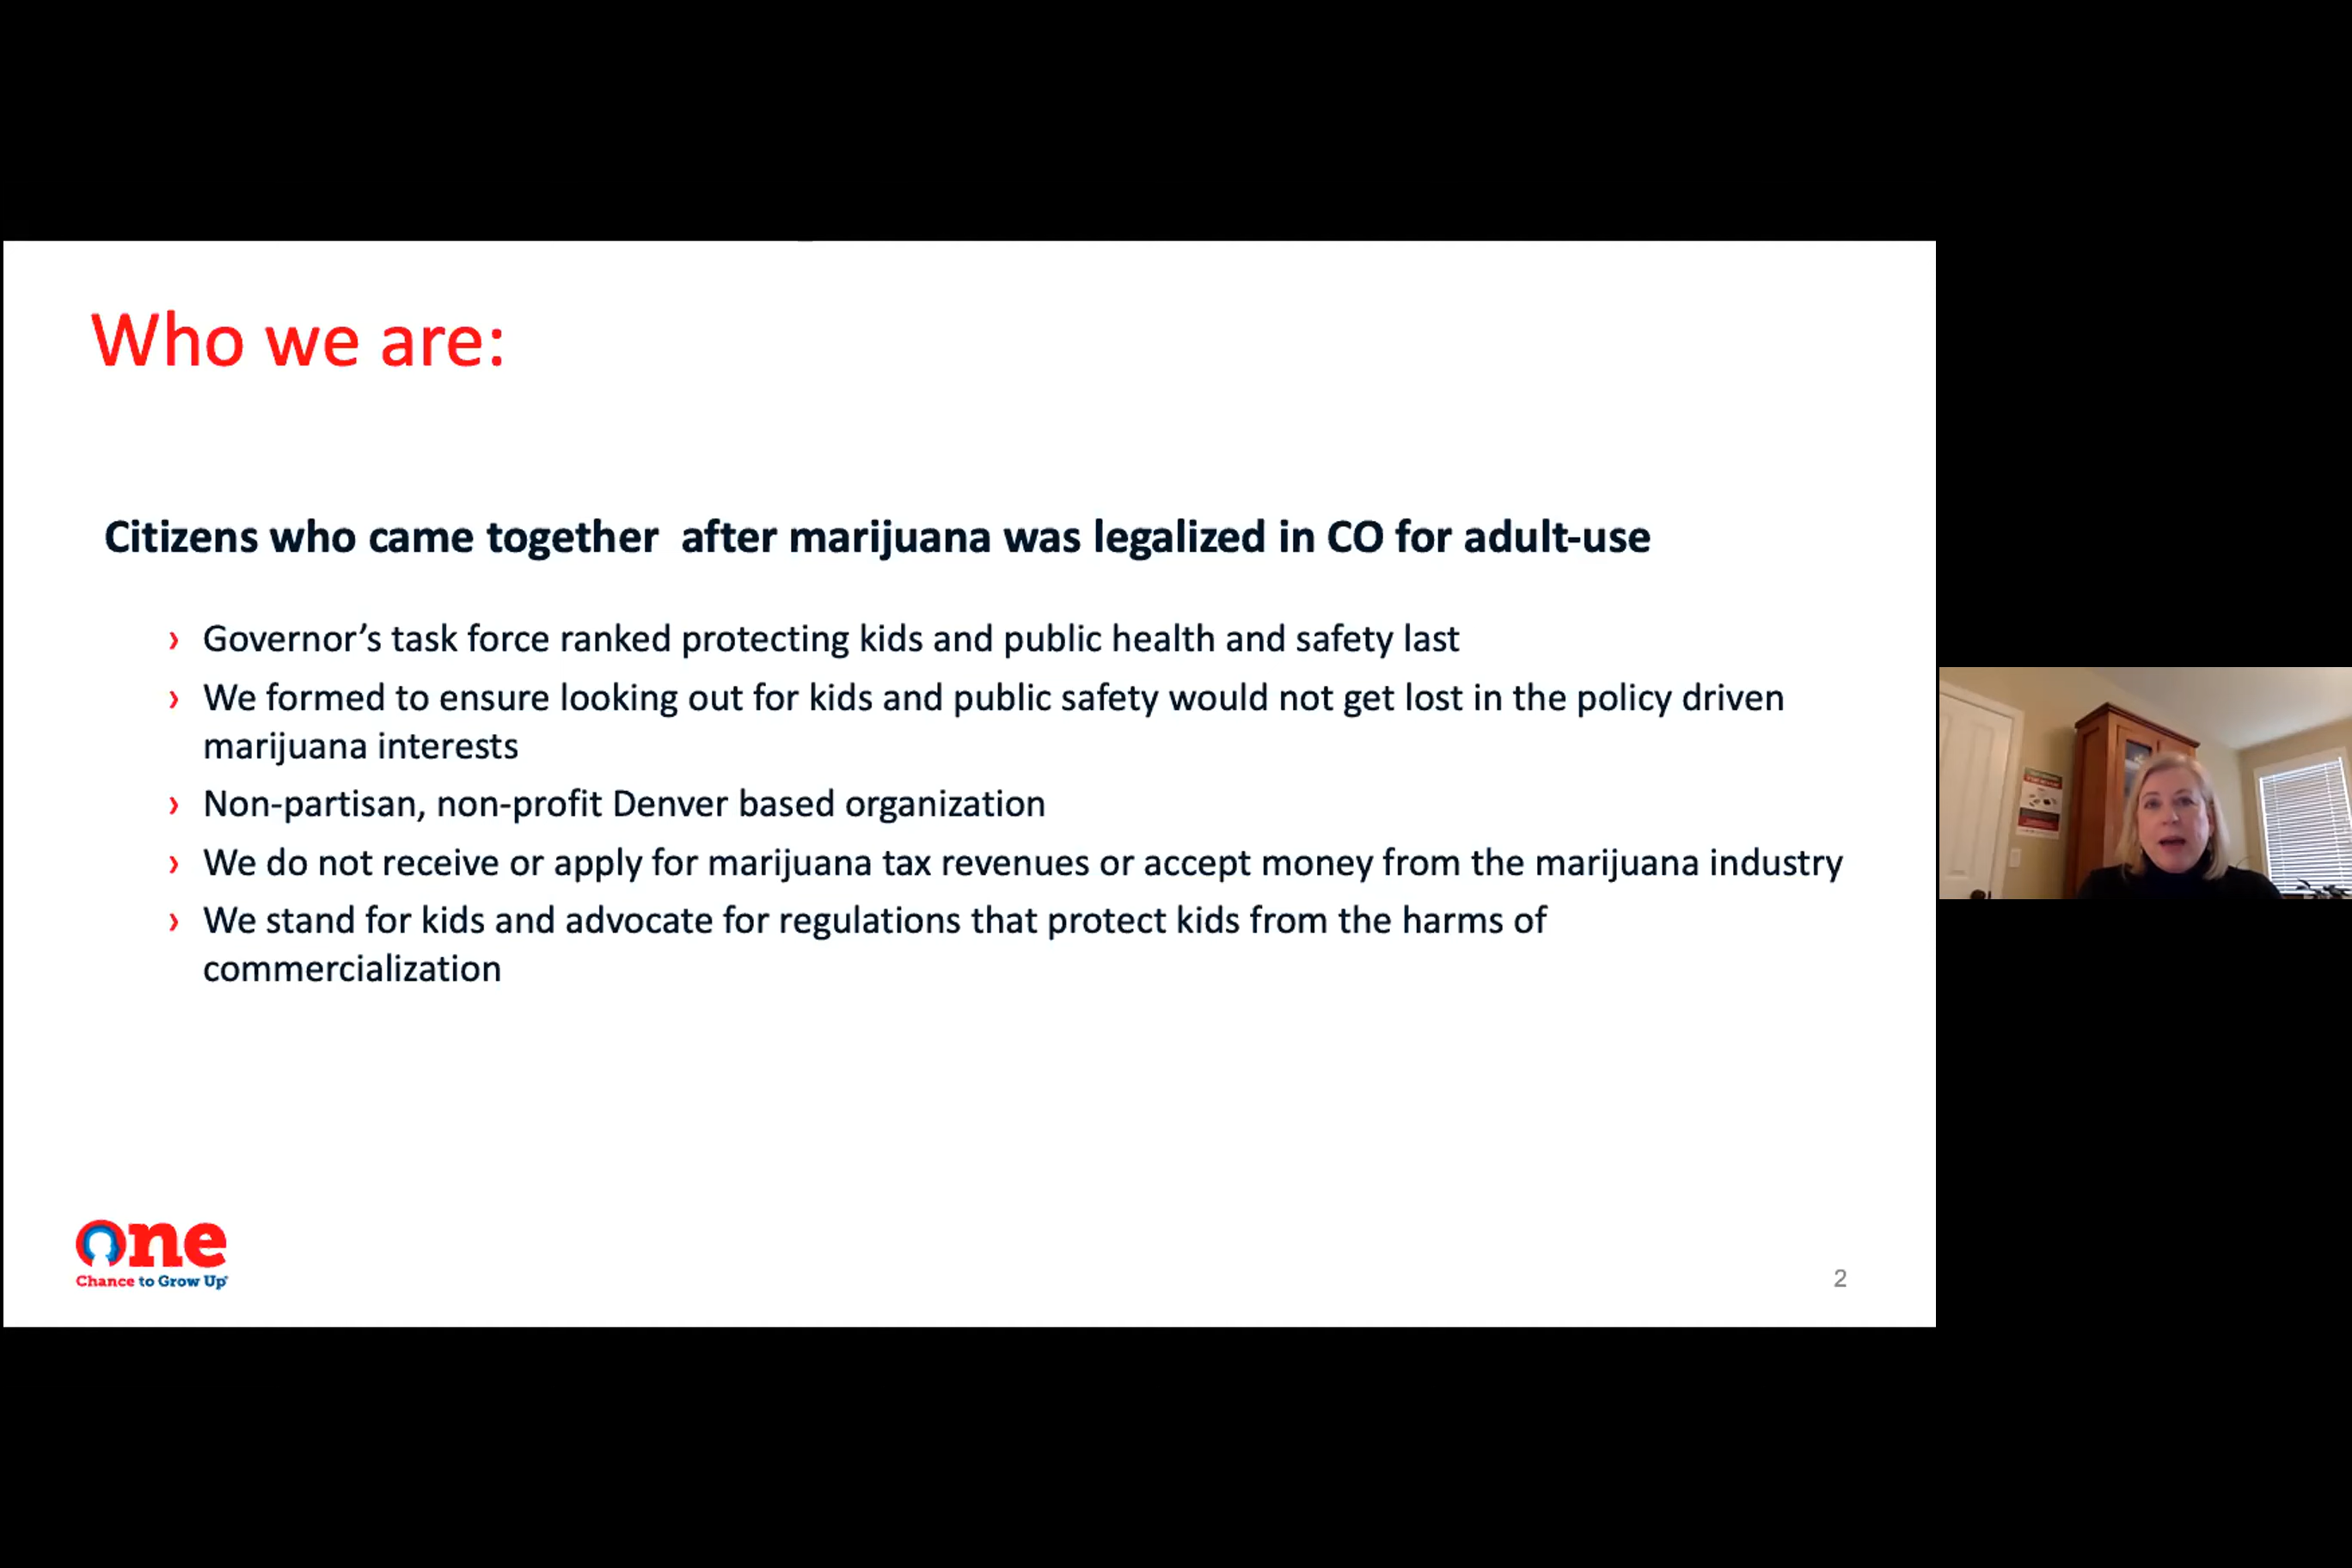 Who we are:
Citizens who came together after marijuana was legalized in CO for adult-use
› Governor's task force ranked protecting kids and public health and safety last
› We formed to ensure looking out for kids and public safety would not get lost in the policy driven
marijuana interests
› Non-partisan, non-profit Denver based organization
› We do not receive or apply for marijuana tax revenues or accept money from the marijuana industry
› We stand for kids and advocate for regulations that protect kids from the harms of
commercialization
One
Chance to Grow Up
2